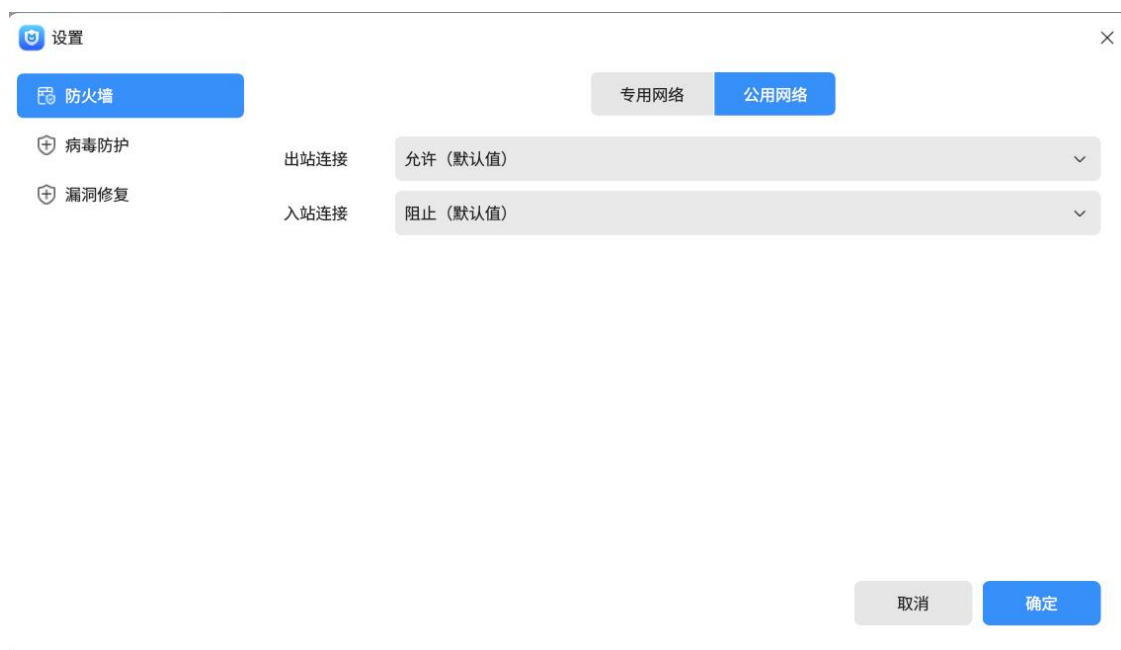 设置
防火墙
病毒防护
漏洞修复
专用网络 公用网络
出站连接 允许（默认值）
入站连接 阻止（默认值）
取消 确定